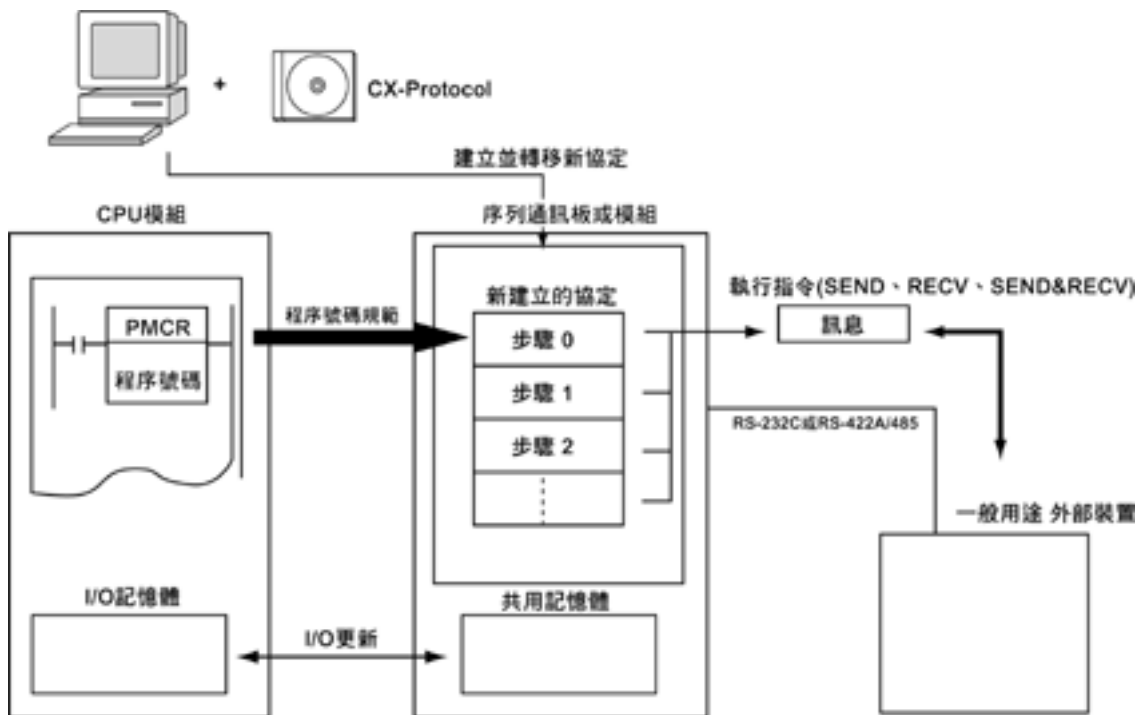 +
CX-Protocol
建立並轉移新協定
CPU模組
序列通訊板或模組
PMCR
程序號碼
程序號碼規範
新建立的協定
步驟 0
步驟 1
步驟 2
執行指令(SEND、RECV、SEND&RECV)
訊息
RS-232C或RS-422A/485
一般用途 外部裝置
I/O記憶體
I/O更新
共用記憶體